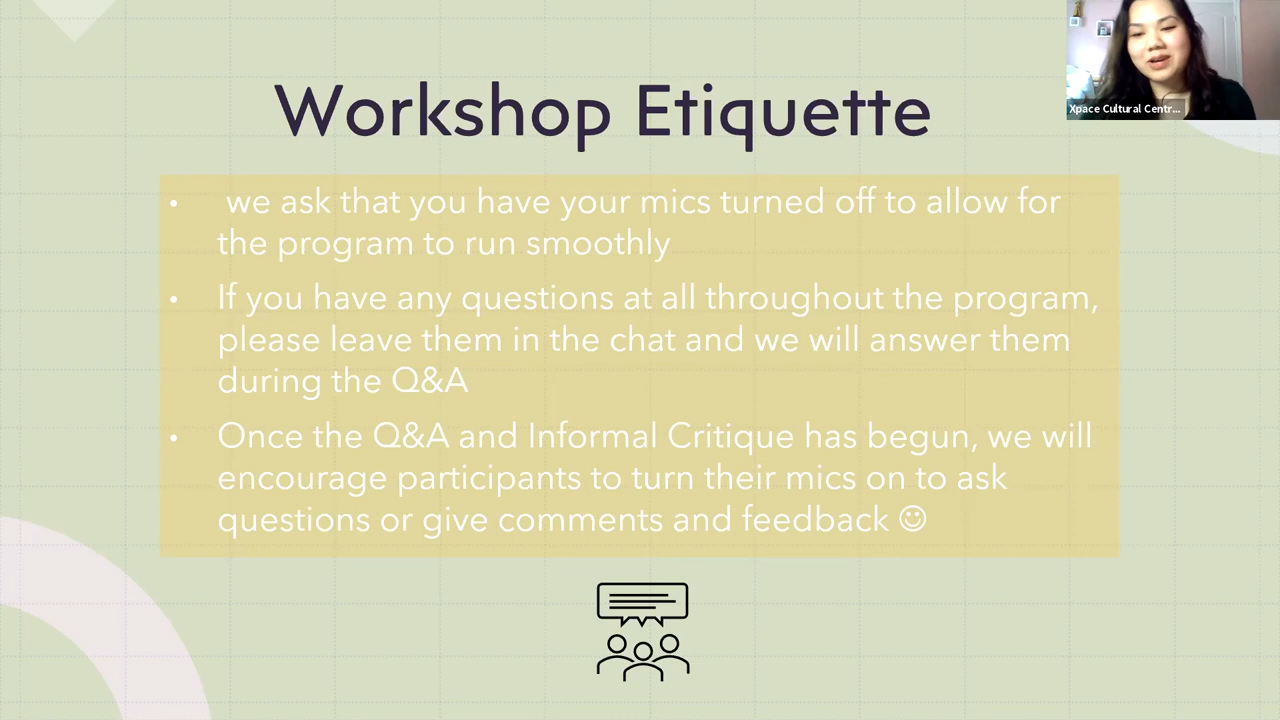 Workshop Etiquette
Xpace Cultural Centr...
• we ask that you have your mics turned off to allow for
the program to run smoothly
• If you have any questions at all throughout the program,
please leave them in the chat and we will answer them
during the Q&A
• Once the Q&A and Informal Critique has begun, we will
encourage participants to turn their mics on to ask
questions or give comments and feedback ☺